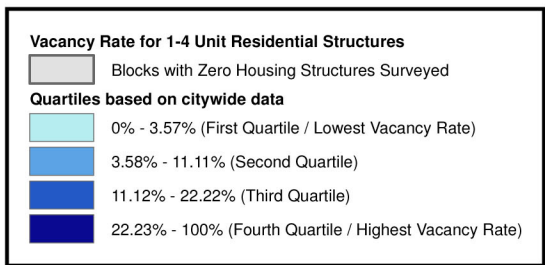 Vacancy Rate for 1-4 Unit Residential Structures
Blocks with Zero Housing Structures Surveyed
Quartiles based on citywide data
0% - 3.57% (First Quartile / Lowest Vacancy Rate)
3.58% - 11.11% (Second Quartile)
11.12% - 22.22% (Third Quartile)
22.23% - 100% (Fourth Quartile / Highest Vacancy Rate)